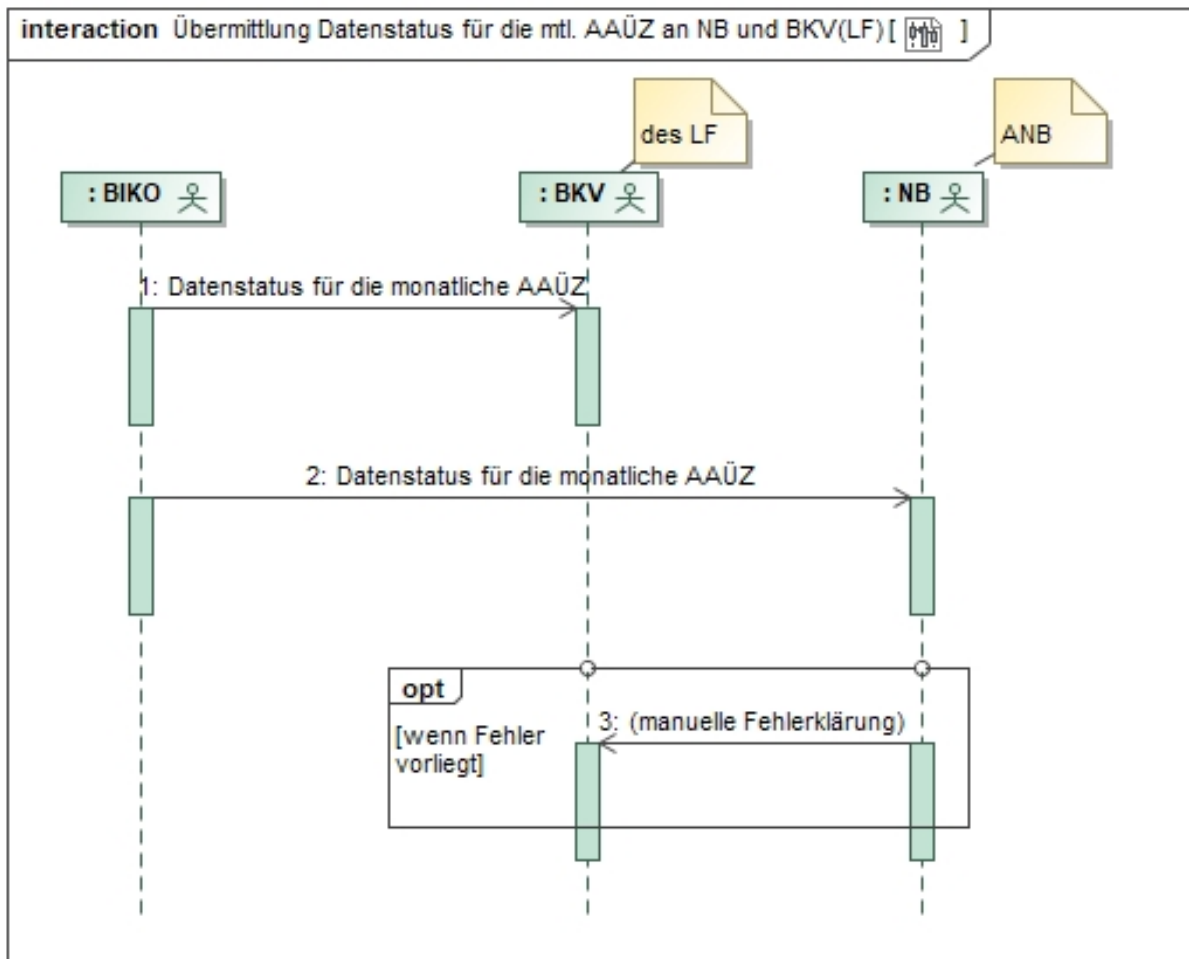 interaction Übermittlung Datenstatus für die mtl. AAÜZ an NB und BKV(LF)[ ]
des LF
ANB
: BIKO
: BKV
: NB
1: Datenstatus für die monatliche AAÜZ
2: Datenstatus für die monatliche AAÜZ
opt
3: (manuelle Fehlerklärung)
[wenn Fehler
vorliegt]